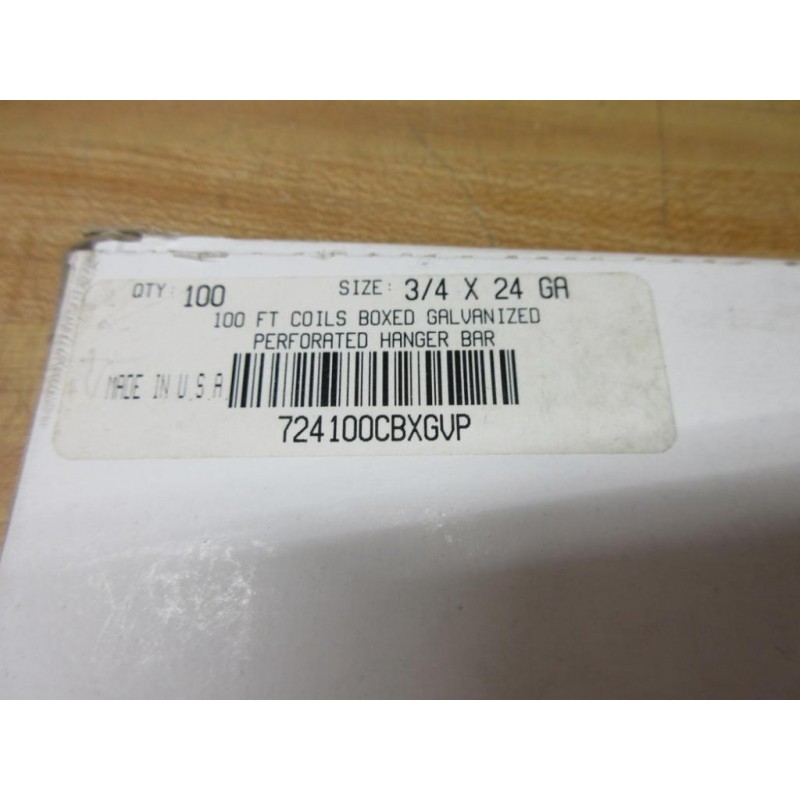 QTY: 100 SIZE: 3/4 X 24 GA
100 FT COILS BOXED GALVANIZED
PERFORATED HANGER BAR
MADE IN U.S.A.
724100CBXGVP